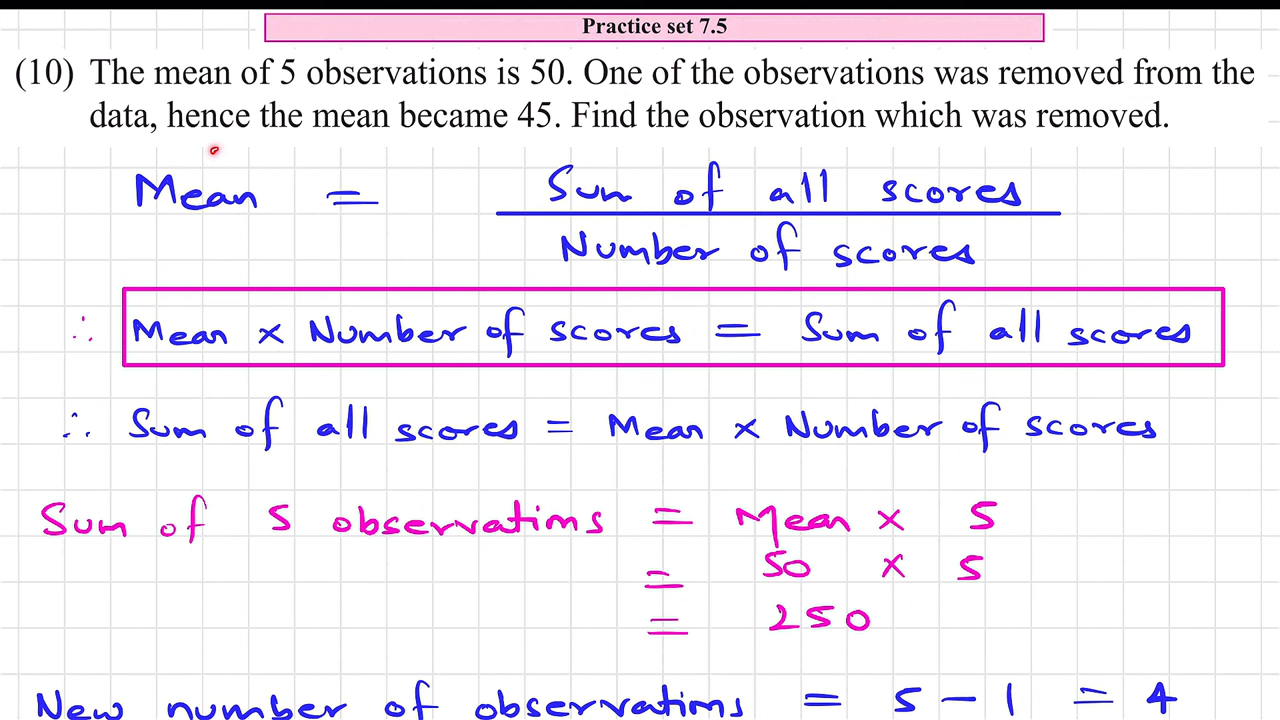 Practice set 7.5
(10) The mean of 5 observations is 50. One of the observations was removed from the
data, hence the mean became 45. Find the observation which was removed.
Mean = Sum of all scores
Number of scores
∴ Mean × Number of scores = Sum of all scores
∴ Sum of all scores = Mean × Number of scores
Sum of 5 observations = Mean × 5
= 50 × 5
= 250
New number of observations = 5 - 1 = 4